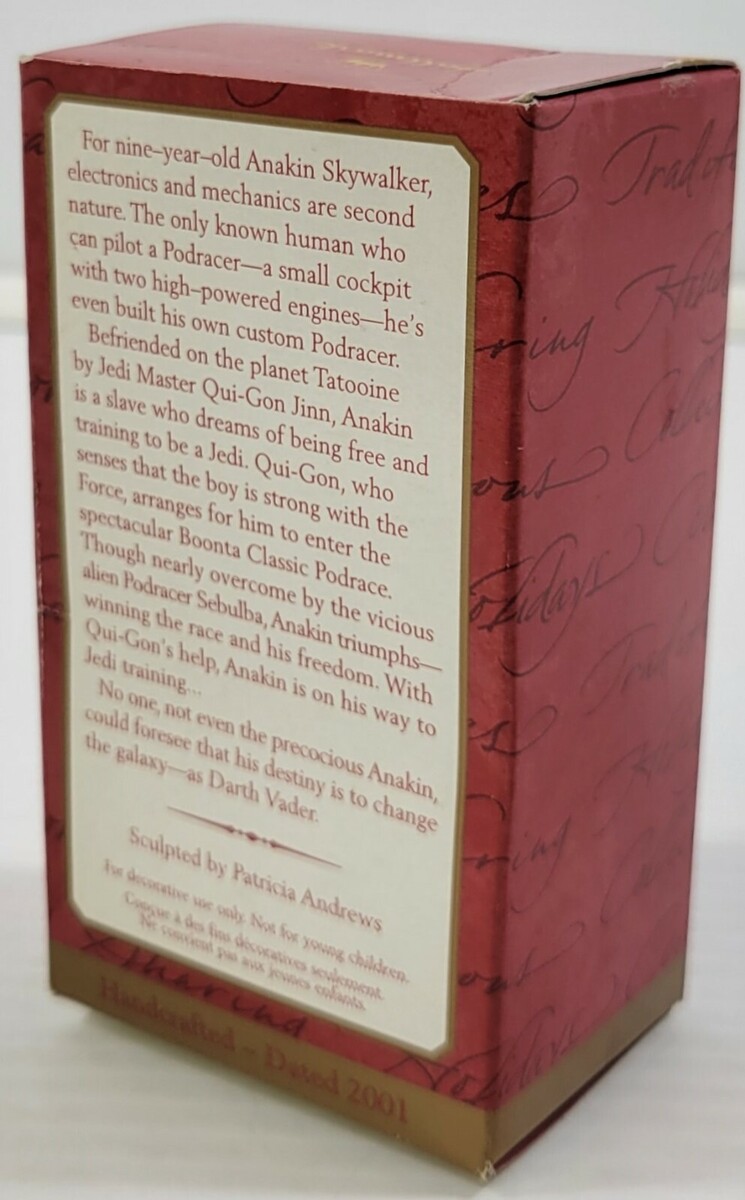 For nine–year–old Anakin Skywalker,
electronics and mechanics are second
nature. The only known human who
can pilot a Podracer—a small cockpit
with two high–powered engines—he's
even built his own custom Podracer.
Befriended on the planet Tatooine
by Jedi Master Qui-Gon Jinn, Anakin
is a slave who dreams of being free and
training to be a Jedi. Qui-Gon, who
senses that the boy is strong with the
Force, arranges for him to enter the
spectacular Boonta Classic Podrace.
Though nearly overcome by the vicious
alien Podracer Sebulba, Anakin triumphs—
winning the race and his freedom. With
Qui-Gon's help, Anakin is on his way to
Jedi training...
No one, not even the precocious Anakin,
could foresee that his destiny is to change
the galaxy—as Darth Vader.
Sculpted by Patricia Andrews
For decorative use only. Not for young children.
Conçue à des fins décoratives seulement.
Ne convient pas aux jeunes enfants.
sharing
Handcrafted – Dated 2001
Holidays
Holidays